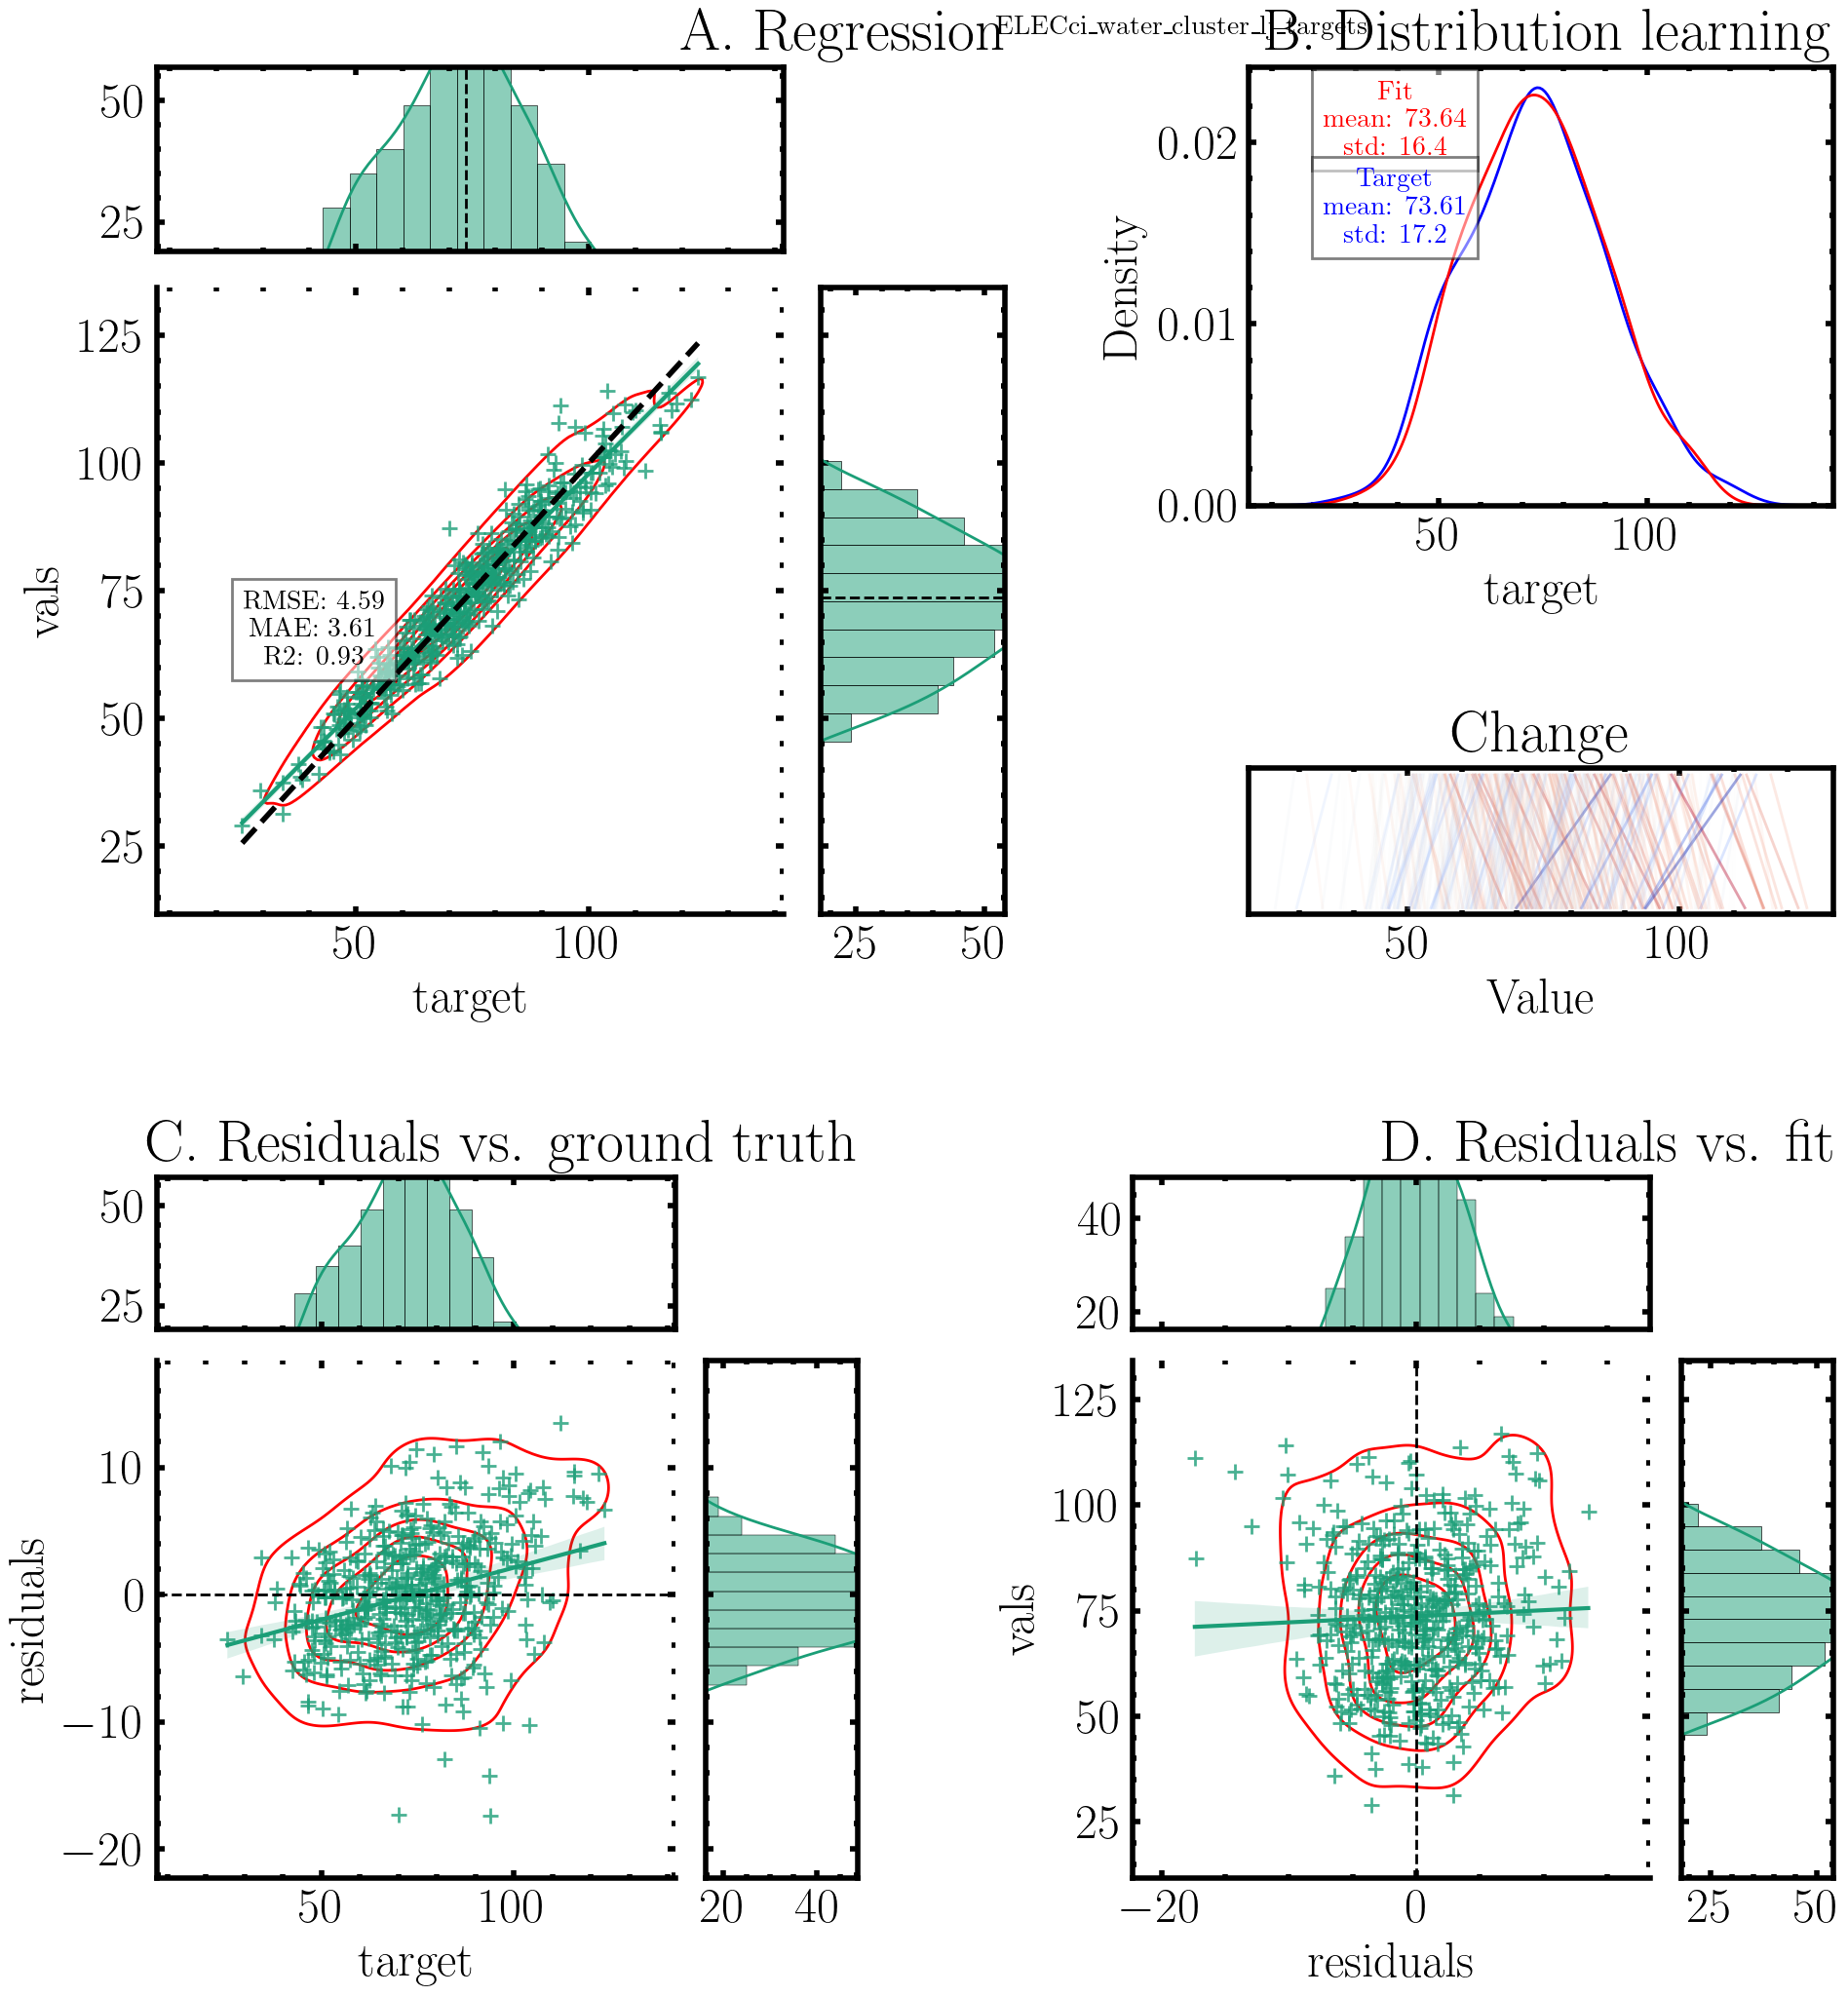 A. Regression
ELECci_water_cluster_lj_targets
B. Distribution learning
50
25
125
100
75
50
25
vals
RMSE: 4.59
MAE: 3.61
R2: 0.93
50
100
target
25
50
Fit
mean: 73.64
std: 16.4
Target
mean: 73.61
std: 17.2
0.02
0.01
0.00
Density
50
100
target
Change
50
100
Value
C. Residuals vs. ground truth
50
25
10
0
−10
−20
residuals
50
100
target
20
40
D. Residuals vs. fit
40
20
125
100
75
50
25
vals
−20
0
residuals
25
50